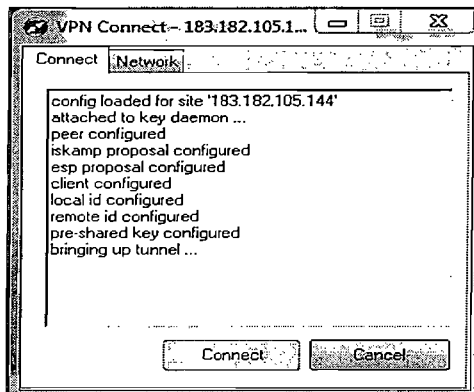 VPN Connect - 183.182.105.1...
Connect Network
config loaded for site '183.182.105.144'
attached to key daemon ...
peer configured
iskamp proposal configured
esp proposal configured
client configured
local id configured
remote id configured
pre-shared key configured
bringing up tunnel ...
Connect Cancel